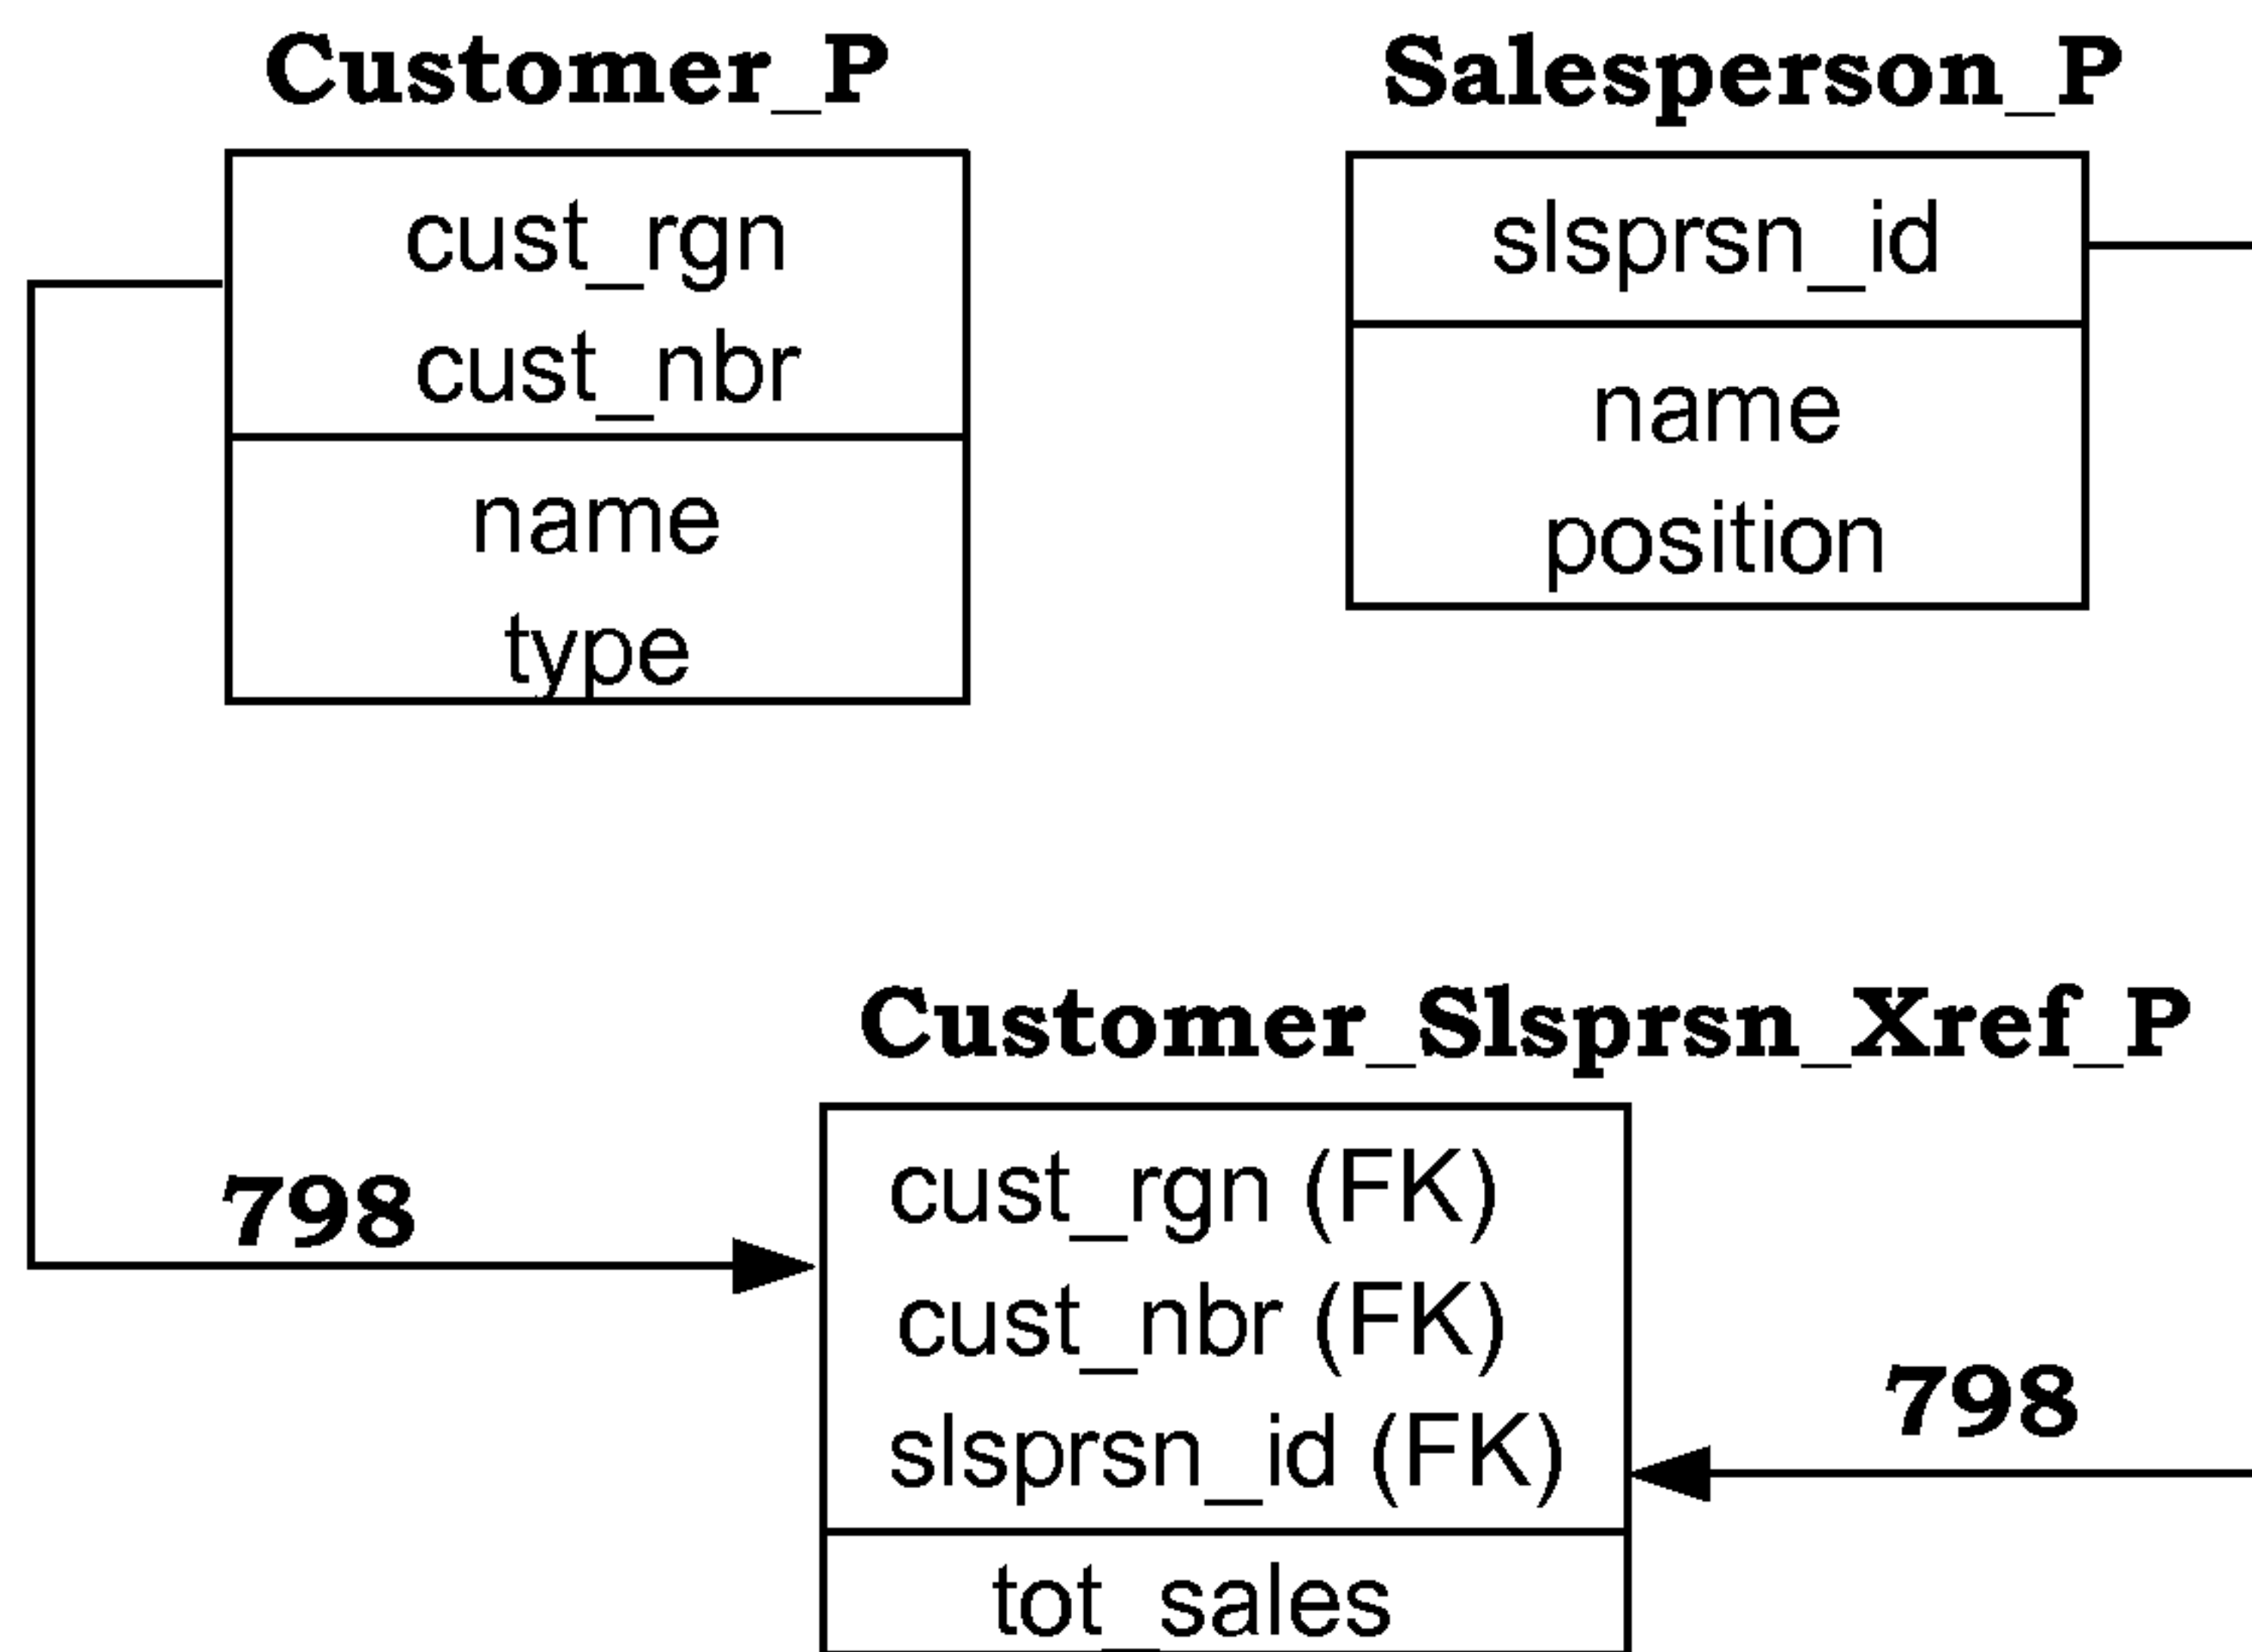 Customer_P
cust_rgn
cust_nbr
name
type
Salesperson_P
slsprsn_id
name
position
Customer_Slsprsn_Xref_P
798
cust_rgn (FK)
cust_nbr (FK)
slsprsn_id (FK)
tot_sales
798